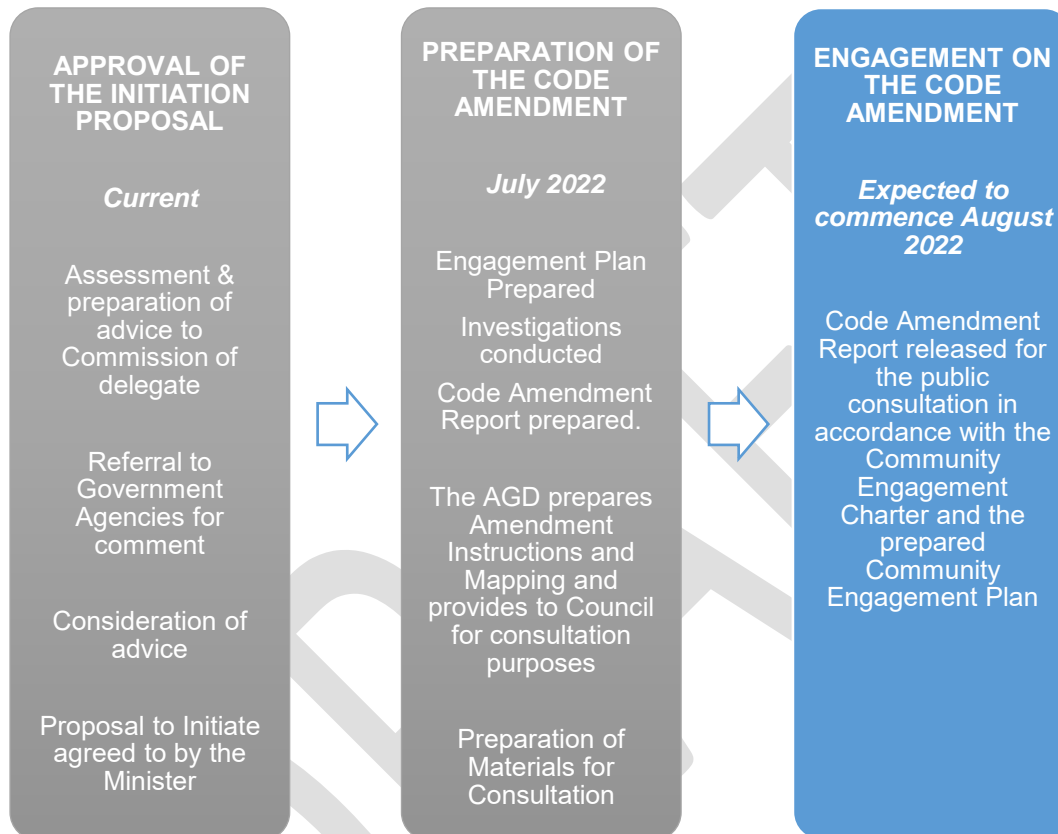 APPROVAL OF
THE INITIATION
PROPOSAL
Current
Assessment &
preparation of
advice to
Commission of
delegate
Referral to
Government
Agencies for
comment
Consideration of
advice
Proposal to Initiate
agreed to by the
Minister
PREPARATION OF
THE CODE
AMENDMENT
July 2022
Engagement Plan
Prepared
Investigations
conducted
Code Amendment
Report prepared.
The AGD prepares
Amendment
Instructions and
Mapping and
provides to Council
for consultation
purposes
Preparation of
Materials for
Consultation
ENGAGEMENT ON
THE CODE
AMENDMENT
Expected to
commence August
2022
Code Amendment
Report released for
the public
consultation in
accordance with the
Community
Engagement
Charter and the
prepared
Community
Engagement Plan